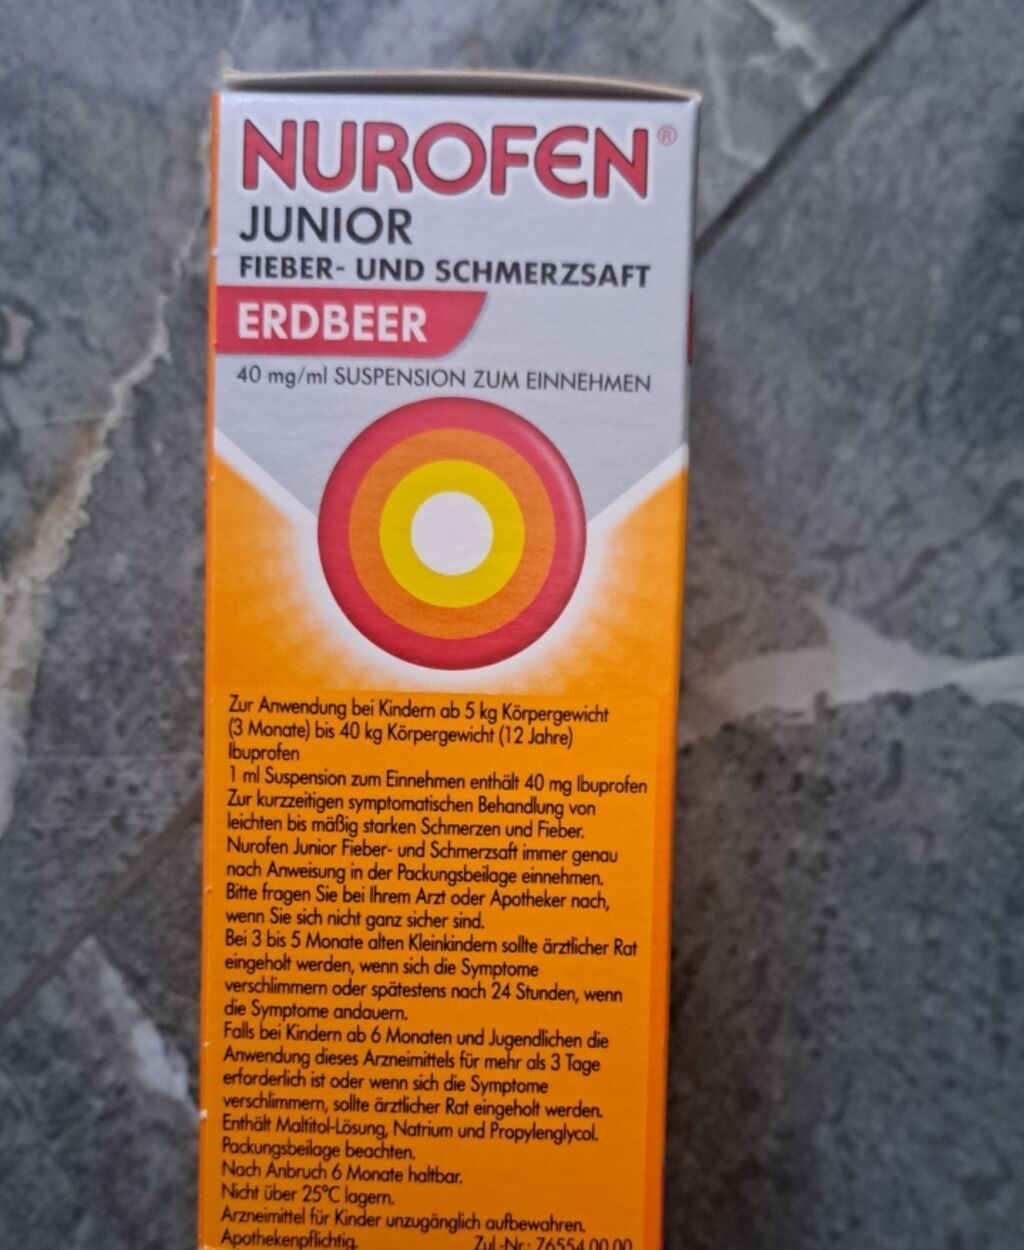 NUROFEN®
JUNIOR
FIEBER- UND SCHMERZSAFT
ERDBEER
40 mg/ml SUSPENSION ZUM EINNEHMEN
Zur Anwendung bei Kindern ab 5 kg Körpergewicht
(3 Monate) bis 40 kg Körpergewicht (12 Jahre)
Ibuprofen
1 ml Suspension zum Einnehmen enthält 40 mg Ibuprofen
Zur kurzzeitigen symptomatischen Behandlung von
leichten bis mäßig starken Schmerzen und Fieber.
Nurofen Junior Fieber- und Schmerzsaft immer genau
nach Anweisung in der Packungsbeilage einnehmen.
Bitte fragen Sie bei Ihrem Arzt oder Apotheker nach,
wenn Sie sich nicht ganz sicher sind.
Bei 3 bis 5 Monate alten Kleinkindern sollte ärztlicher Rat
eingeholt werden, wenn sich die Symptome
verschlimmern oder spätestens nach 24 Stunden, wenn
die Symptome andauern.
Falls bei Kindern ab 6 Monaten und Jugendlichen die
Anwendung dieses Arzneimittels für mehr als 3 Tage
erforderlich ist oder wenn sich die Symptome
verschlimmern, sollte ärztlicher Rat eingeholt werden.
Enthält Maltitol-Lösung, Natrium und Propylenglycol.
Packungsbeilage beachten.
Nach Anbruch 6 Monate haltbar.
Nicht über 25°C lagern.
Arzneimittel für Kinder unzugänglich aufbewahren.
Apothekenpflichtig. Zul.-Nr.: 76554.00.00